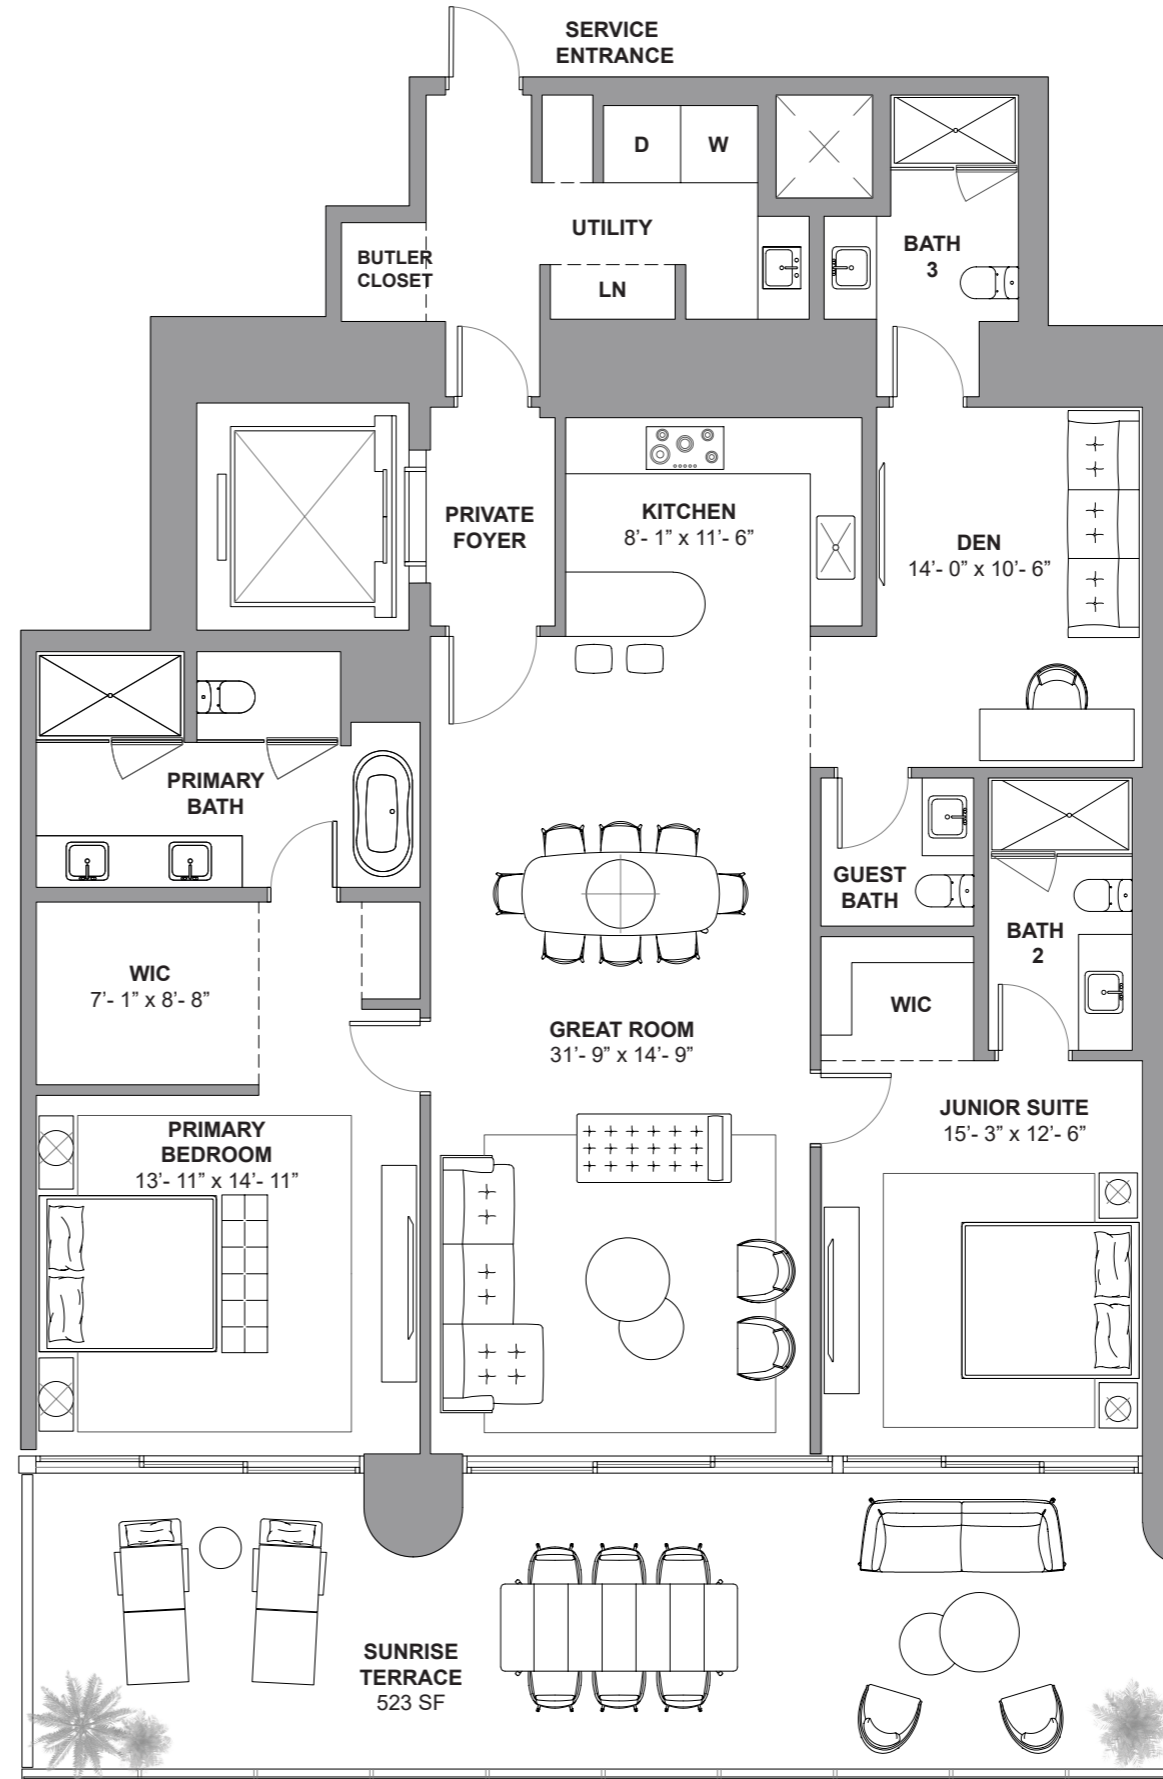 SERVICE
ENTRANCE
D
W
UTILITY
BATH
3
BUTLER
CLOSET
LN
PRIVATE
FOYER
KITCHEN
8’- 1” x 11’- 6”
DEN
14’- 0” x 10’- 6”
PRIMARY
BATH
GUEST
BATH
BATH
2
WIC
7’- 1” x 8’- 8”
WIC
GREAT ROOM
31’- 9” x 14’- 9”
JUNIOR SUITE
15’- 3” x 12’- 6”
PRIMARY
BEDROOM
13’- 11” x 14’- 11”
SUNRISE
TERRACE
523 SF